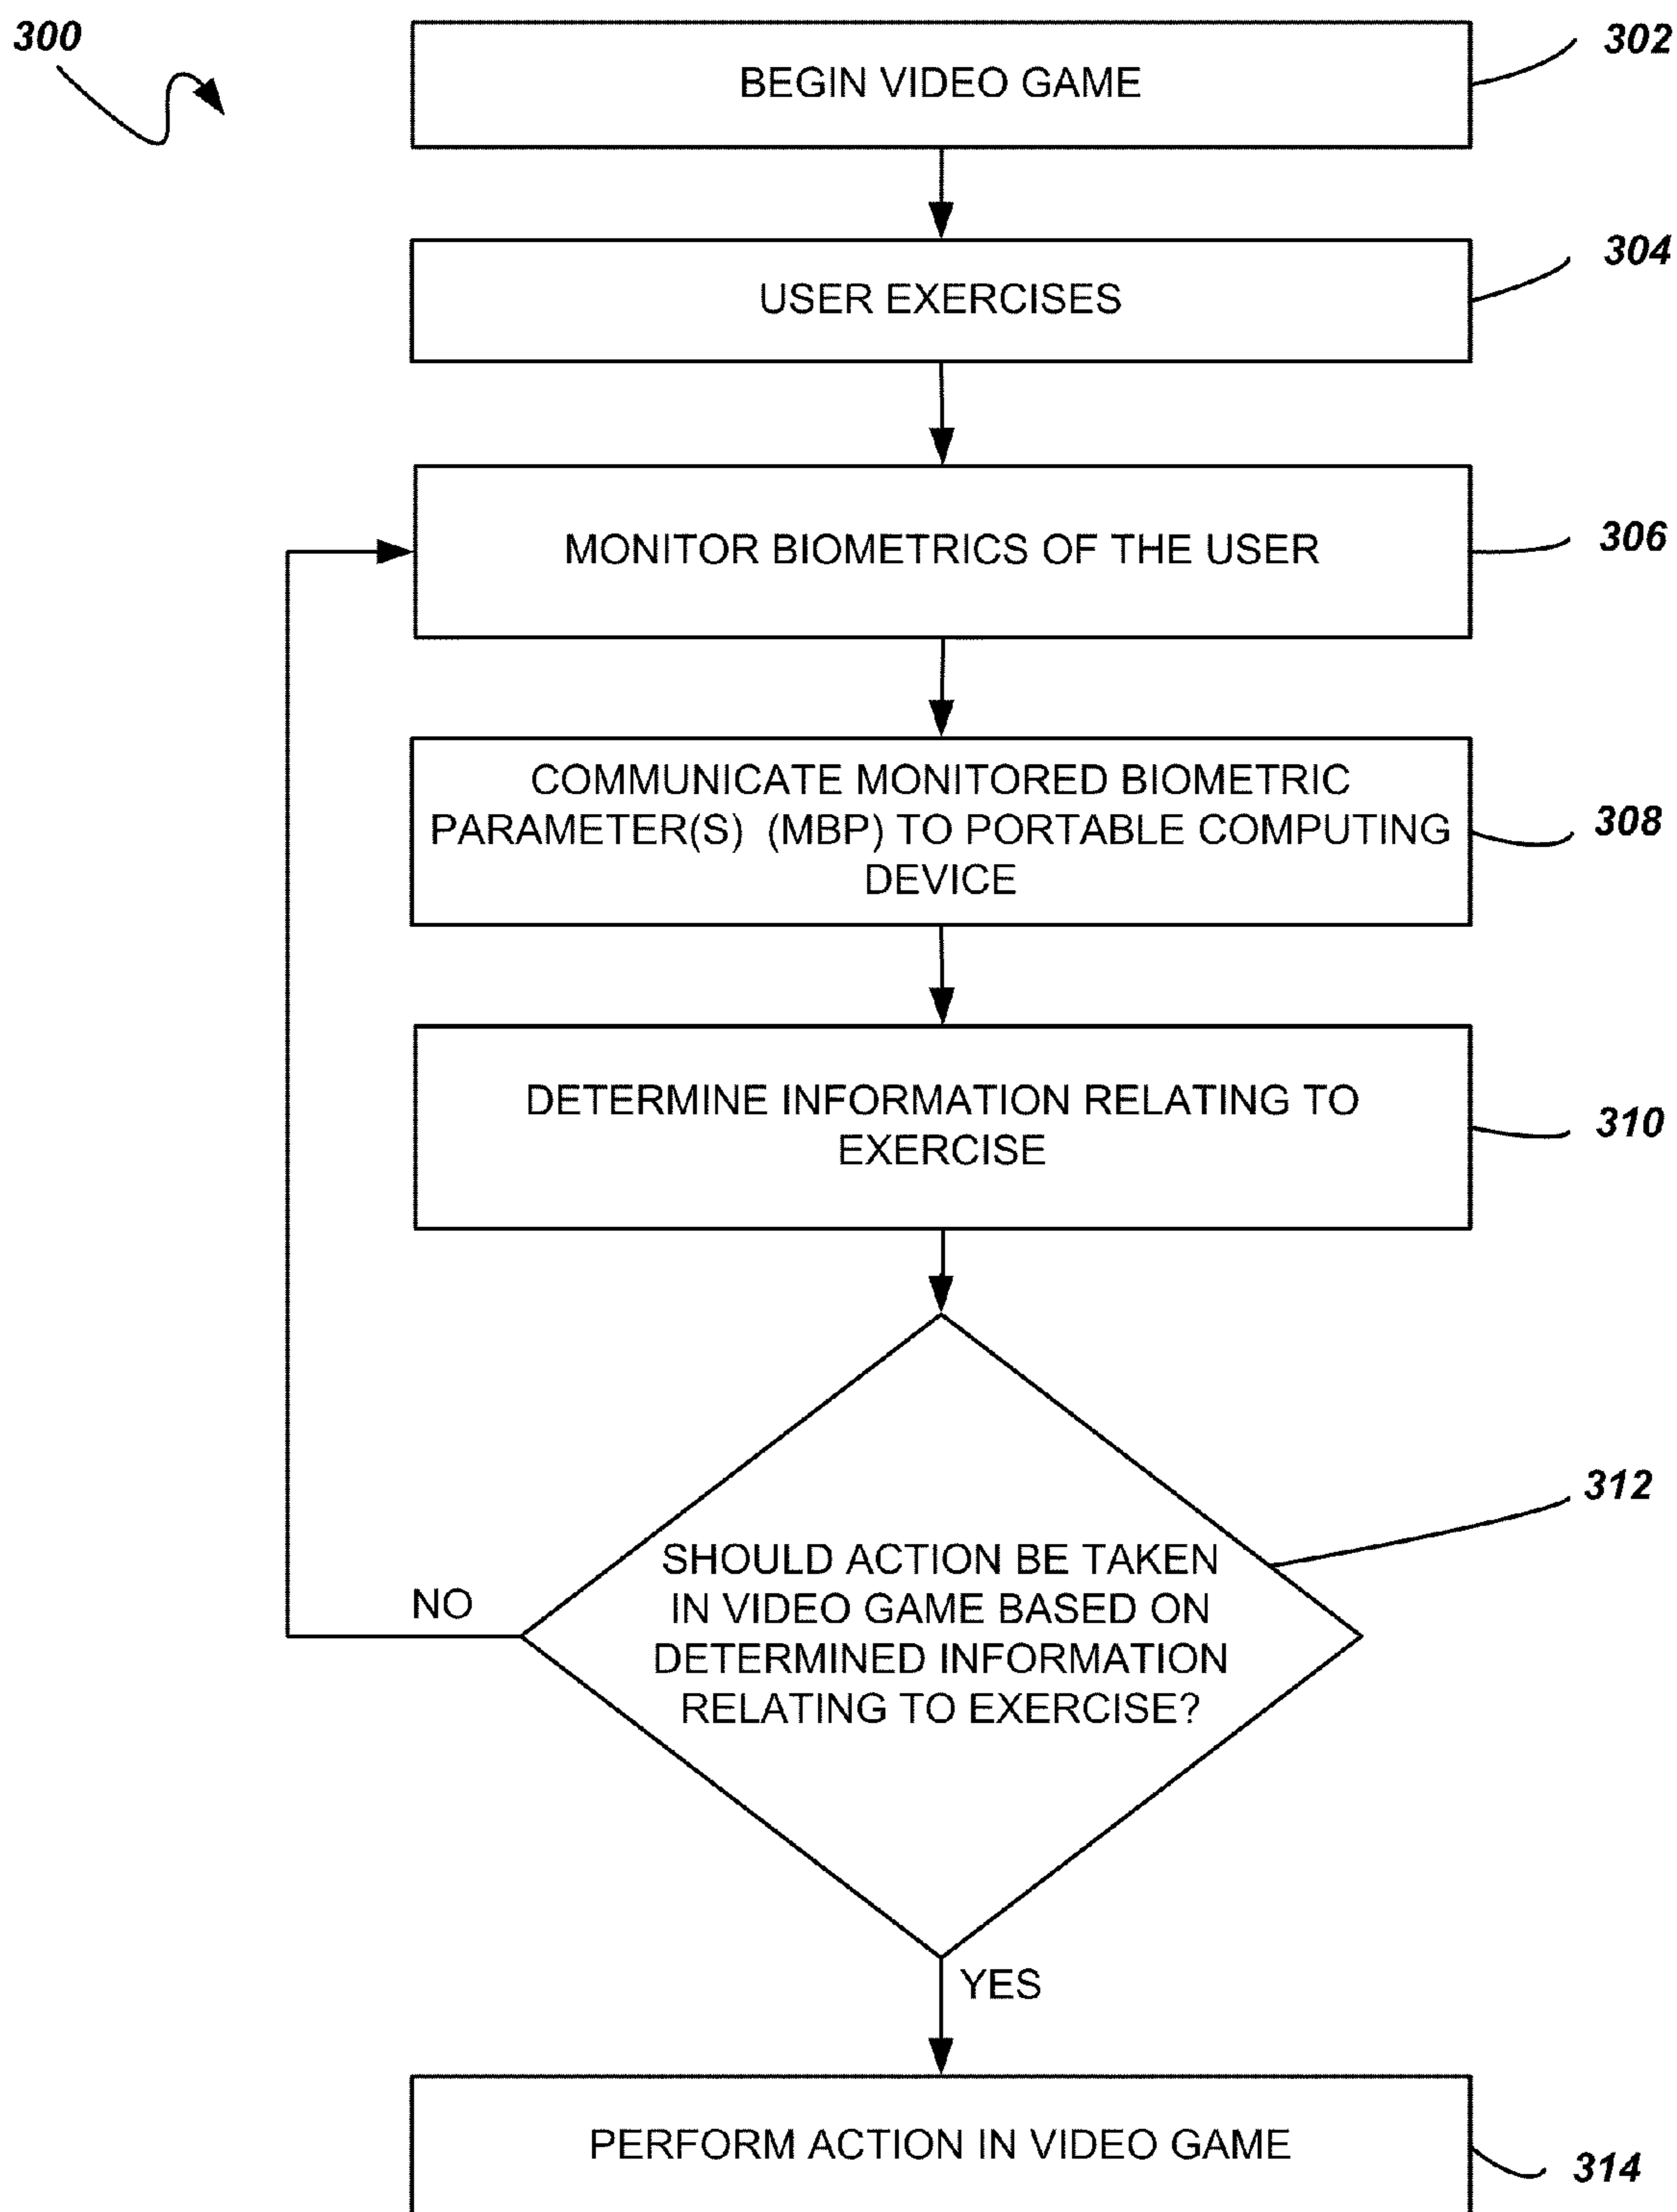 300
BEGIN VIDEO GAME
302
USER EXERCISES
304
MONITOR BIOMETRICS OF THE USER
306
COMMUNICATE MONITORED BIOMETRIC
PARAMETER(S) (MBP) TO PORTABLE COMPUTING
DEVICE
308
DETERMINE INFORMATION RELATING TO
EXERCISE
310
SHOULD ACTION BE TAKEN
IN VIDEO GAME BASED ON
DETERMINED INFORMATION
RELATING TO EXERCISE?
312
NO
YES
PERFORM ACTION IN VIDEO GAME
314